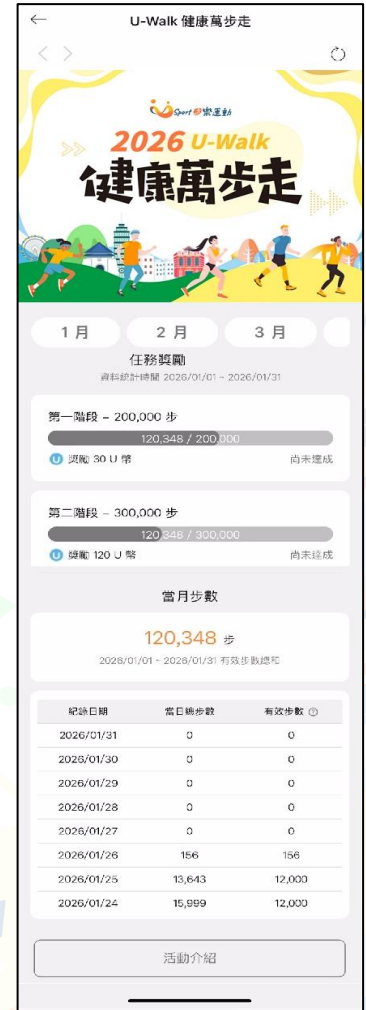 U-Walk 健康萬步走
Sport 優樂運動
2026 U-Walk
健康萬步走
1 月 2 月 3 月
任務獎勵
資料統計時間 2026/01/01 ~ 2026/01/31
第一階段 – 200,000 步
120,348 / 200,000
U 獎勵 30 U 幣 尚未達成
第二階段 – 300,000 步
120,348 / 300,000
U 獎勵 120 U 幣 尚未達成
當月步數
120,348 步
2026/01/01 ~ 2026/01/31 有效步數總和
紀錄日期 當日總步數 有效步數 ?
2026/01/31 0 0
2026/01/30 0 0
2026/01/29 0 0
2026/01/28 0 0
2026/01/27 0 0
2026/01/26 156 156
2026/01/25 13,643 12,000
2026/01/24 15,999 12,000
活動介紹